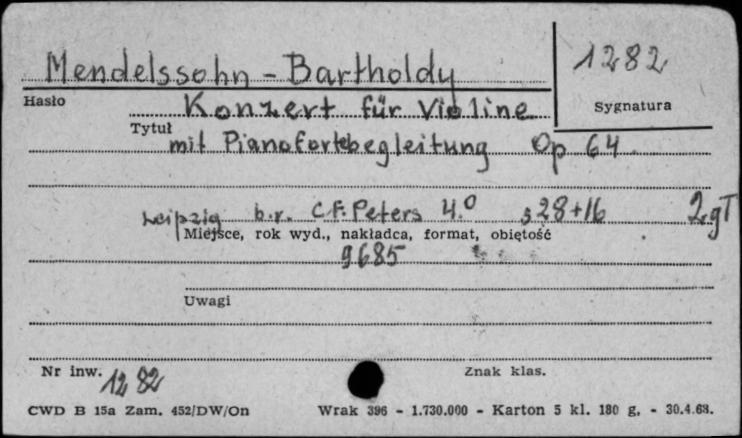 Mendelssohn - Bartholdy 1282
Hasło Sygnatura
Konzert für Violine
Tytuł
mit Pianofortebegleitung Op 64
Leipzig b.r. C.F. Peters 4.º s 28+16 2 gT
Miejsce, rok wyd., nakładca, format, objętość
9685
Uwagi
Nr inw. 1282 Znak klas.
CWD B 15a Zam. 452/DW/On Wrak 396 - 1.730.000 - Karton 5 kl. 180 g. - 30.4.68.